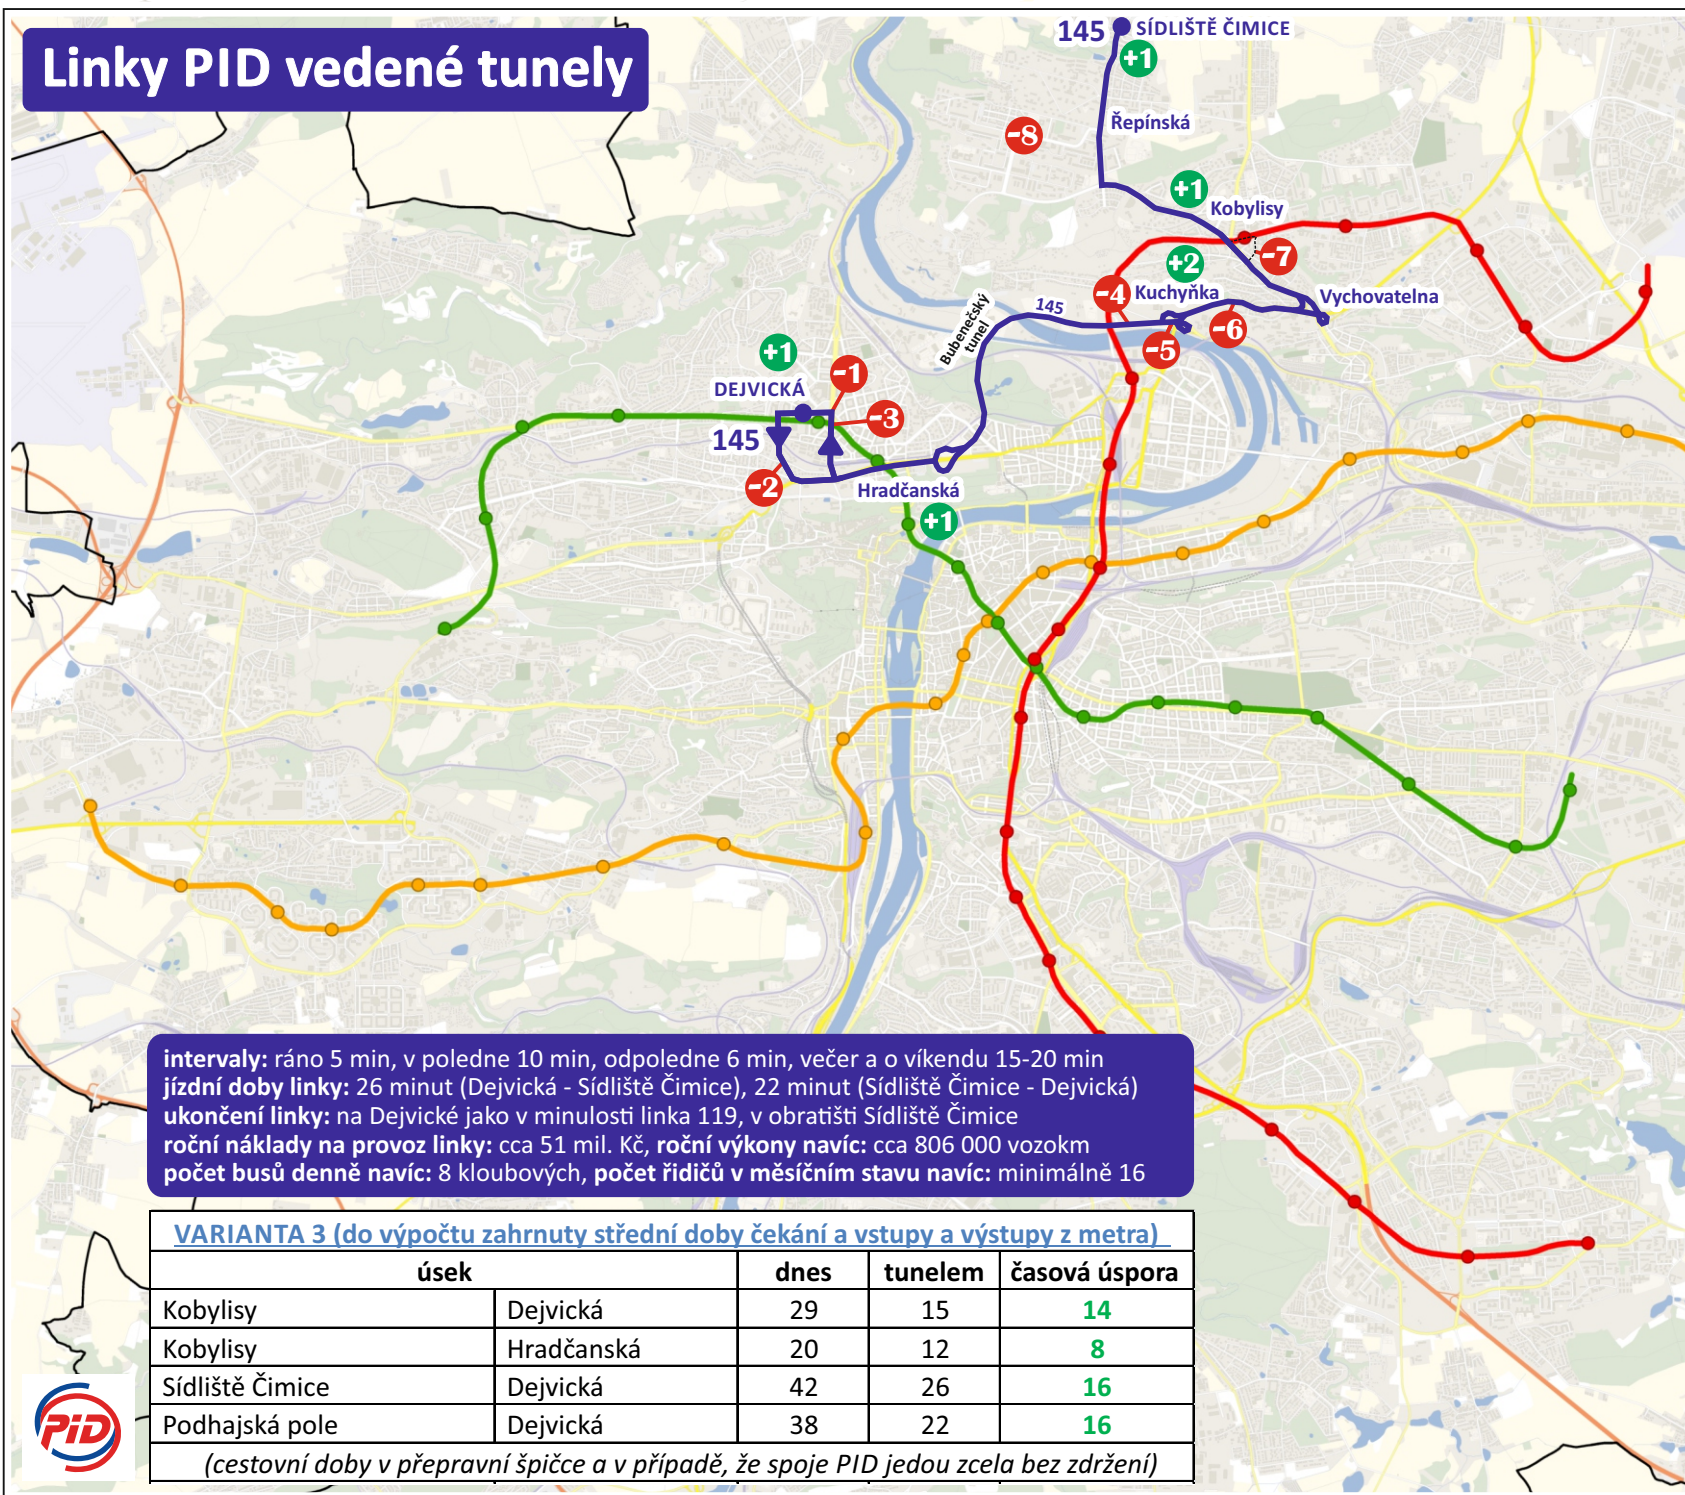 Linky PID vedené tunely
145
SÍDLIŠTĚ ČIMICE
+1
Řepínská
-8
+1
Kobylisy
-7
+2
-4
Kuchyňka
Vychovatelna
145
-6
-5
Bubenečský
tunel
+1
-1
DEJVICKÁ
-3
145
-2
Hradčanská
+1
intervaly: ráno 5 min, v poledne 10 min, odpoledne 6 min, večer a o víkendu 15-20 min
jízdní doby linky: 26 minut (Dejvická - Sídliště Čimice), 22 minut (Sídliště Čimice - Dejvická)
ukončení linky: na Dejvické jako v minulosti linka 119, v obratišti Sídliště Čimice
roční náklady na provoz linky: cca 51 mil. Kč, roční výkony navíc: cca 806 000 vozokm
počet busů denně navíc: 8 kloubových, počet řidičů v měsíčním stavu navíc: minimálně 16
VARIANTA 3 (do výpočtu zahrnuty střední doby čekání a vstupy a výstupy z metra)
úsek dnes tunelem časová úspora
Kobylisy Dejvická 29 15 14
Kobylisy Hradčanská 20 12 8
Sídliště Čimice Dejvická 42 26 16
Podhajská pole Dejvická 38 22 16
(cestovní doby v přepravní špičce a v případě, že spoje PID jedou zcela bez zdržení)
PiD